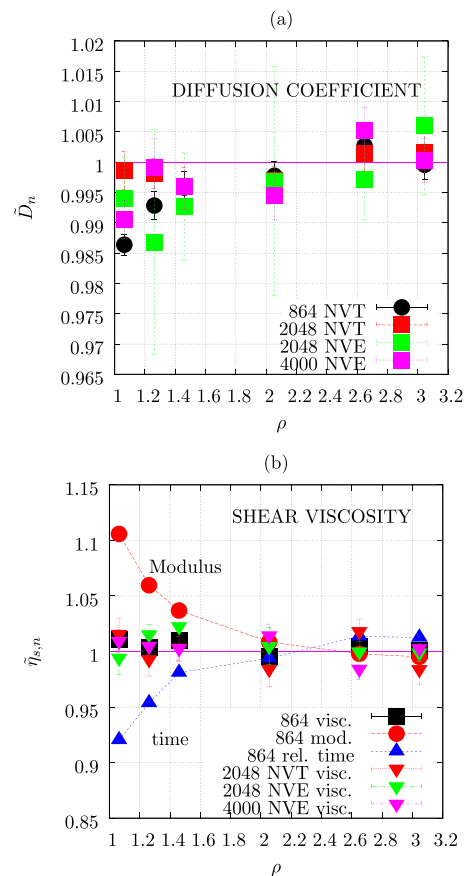 (a)
1.02
1.015
1.01
1.005
1
0.995
0.99
0.985
0.98
0.975
0.97
0.965
DIFFUSION COEFFICIENT
D̃ₙ
864 NVT
2048 NVT
2048 NVE
4000 NVE
1 1.2 1.4 1.6 1.8 2 2.2 2.4 2.6 2.8 3 3.2
ρ
(b)
1.15
1.1
1.05
1
0.95
0.9
0.85
SHEAR VISCOSITY
Modulus
η̃ₛ,ₙ
time
864 visc.
864 mod.
864 rel. time
2048 NVT visc.
2048 NVE visc.
4000 NVE visc.
1 1.2 1.4 1.6 1.8 2 2.2 2.4 2.6 2.8 3 3.2
ρ